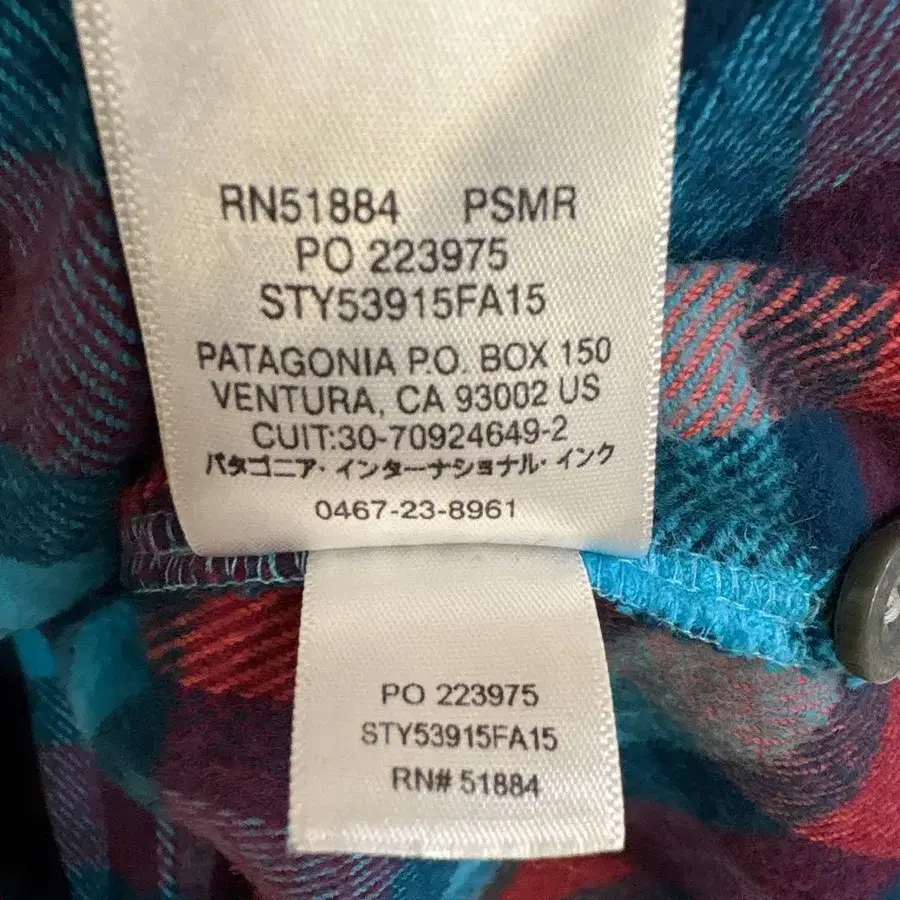 RN51884 PSMR
PO 223975
STY53915FA15
PATAGONIA P.O. BOX 150
VENTURA, CA 93002 US
CUIT:30-70924649-2
パタゴニア・インターナショナル・インク
0467-23-8961
PO 223975
STY53915FA15
RN# 51884